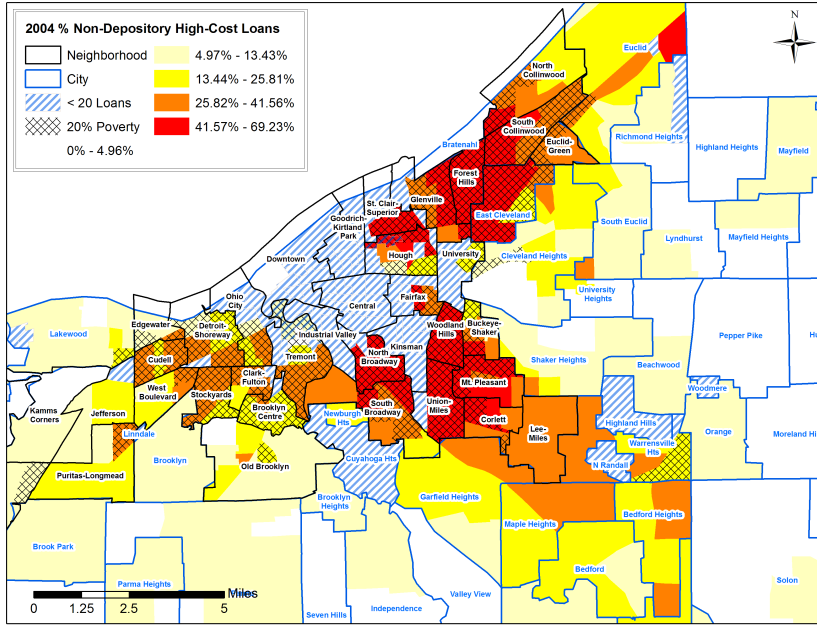 2004 % Non-Depository High-Cost Loans
Neighborhood
4.97% - 13.43%
City
13.44% - 25.81%
< 20 Loans
25.82% - 41.56%
20% Poverty
41.57% - 69.23%
0% - 4.96%
N
Euclid
North
Collinwood
South
Collinwood
Euclid-
Green
Richmond Heights
Bratenahl
Highland Heights
Mayfield
Forest
Hills
Glenville
St. Clair-
Superior
East Cleveland
Goodrich-
Kirtland
Park
South Euclid
Lyndhurst
Mayfield Heights
Hough
University
Cleveland Heights
Downtown
University
Heights
Ohio
City
Central
Fairfax
Edgewater
Detroit-
Shoreway
Industrial Valley
Woodland
Hills
Buckeye-
Shaker
Lakewood
Pepper Pike
Hu
Kinsman
Cudell
Tremont
North
Broadway
Shaker Heights
Beachwood
Clark-
Fulton
Mt. Pleasant
Woodmere
West
Boulevard
Stockyards
Kamms
Corners
Jefferson
Brooklyn
Centre
Newburgh
Hts
South
Broadway
Union-
Miles
Corlett
Highland Hills
Lee-
Miles
Orange
Moreland Hi
Linndale
Warrensville
Hts
Brooklyn
Old Brooklyn
Cuyahoga Hts
N Randall
Puritas-Longmead
Garfield Heights
Brooklyn
Heights
Maple Heights
Bedford Heights
Brook Park
Bedford
Parma Heights
Solon
Miles
Valley View
0
1.25
2.5
5
Independence
Seven Hills